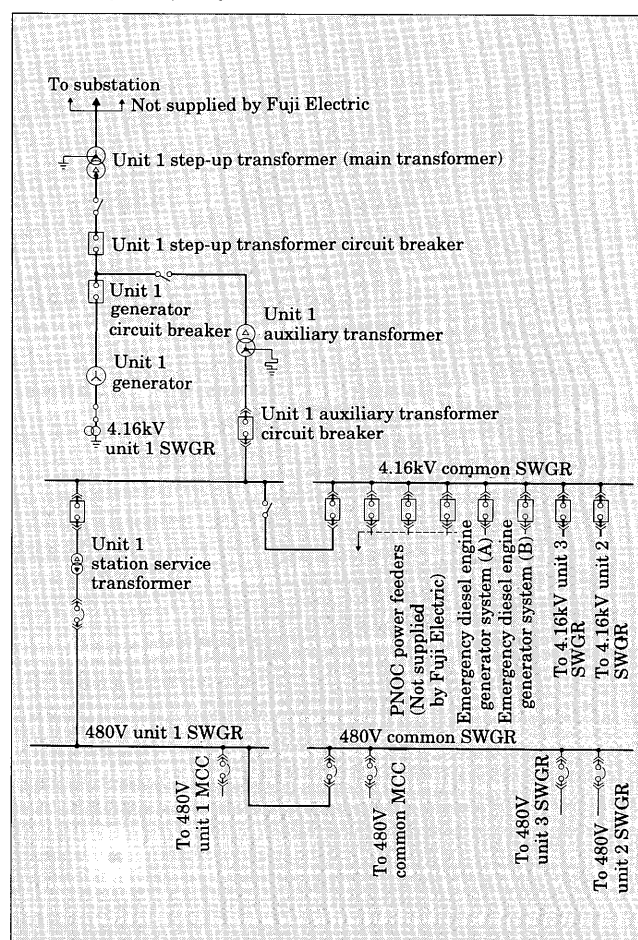 To substation
Not supplied by Fuji Electric
Unit 1 step-up transformer (main transformer)
Unit 1 step-up transformer circuit breaker
Unit 1
generator
circuit breaker
Unit 1
auxiliary transformer
Unit 1
generator
Unit 1 auxiliary transformer
circuit breaker
4.16kV
unit 1 SWGR
4.16kV common SWGR
Unit 1
station service
transformer
PNOC power feeders
(Not supplied
by Fuji Electric)
Emergency diesel engine
generator system (A)
Emergency diesel engine
generator system (B)
To 4.16kV unit 3
SWGR
To 4.16kV unit 2
SWGR
480V unit 1 SWGR
480V common SWGR
To 480V
unit 1 MCC
To 480V
common MCC
To 480V
unit 3 SWGR
To 480V
unit 2 SWGR